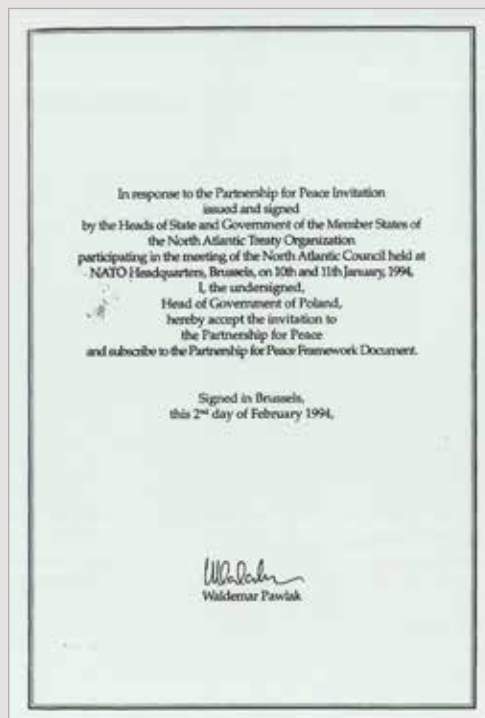 In response to the Partnership for Peace Invitation
issued and signed
by the Heads of State and Government of the Member States of
the North Atlantic Treaty Organization
participating in the meeting of the North Atlantic Council held at
NATO Headquarters, Brussels, on 10th and 11th January, 1994,
I, the undersigned,
Head of Government of Poland,
hereby accept the invitation to
the Partnership for Peace
and subscribe to the Partnership for Peace Framework Document.
Signed in Brussels,
this 2nd day of February 1994,
Waldemar Pawlak